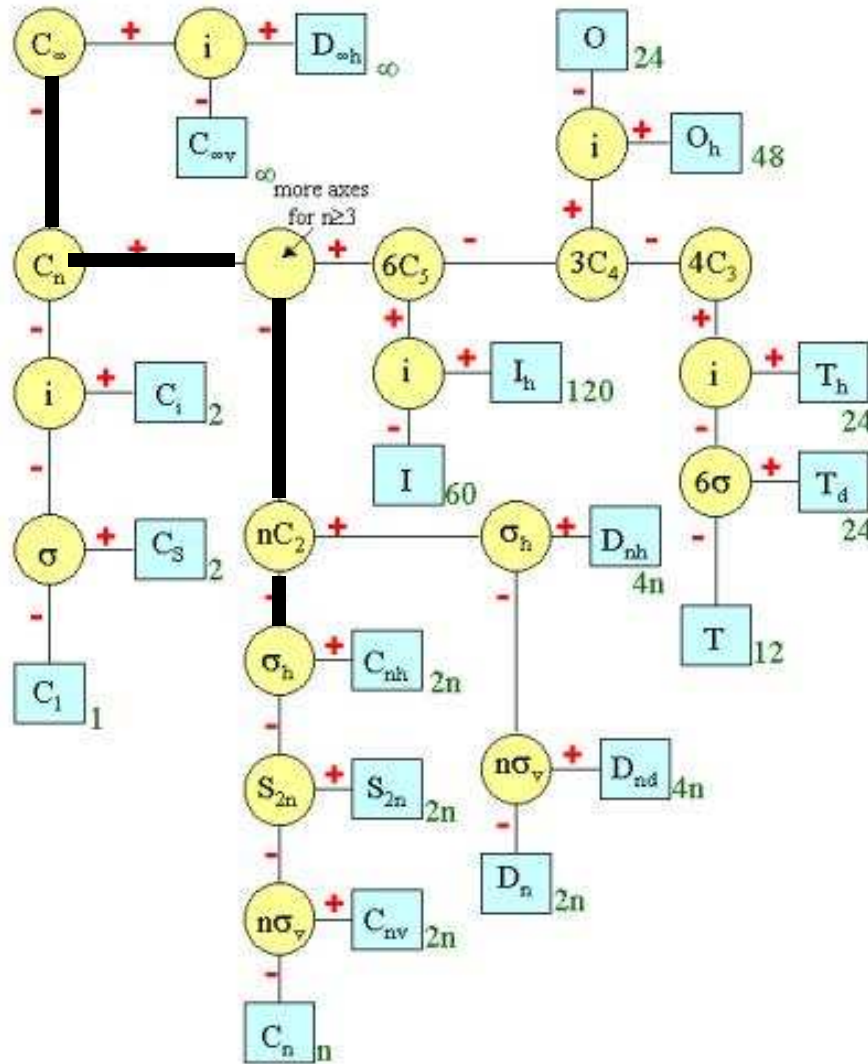 C∞ + i + D∞h ∞
O 24
- - -
C∞v ∞
i + Oh 48
more axes
for n≥3
+
Cn + + 6C5 - 3C4 - 4C3
- - + +
i + Ci 2
i + Ih 120
i + Th 24
- - -
I 60
6σ + Td 24
nC2 + σh + Dnh 4n
σ + CS 2
- - - -
T 12
σh + Cnh 2n
C1 1
-
S2n + S2n 2n
nσv + Dnd 4n
- -
Dn 2n
nσv + Cnv 2n
-
Cn n